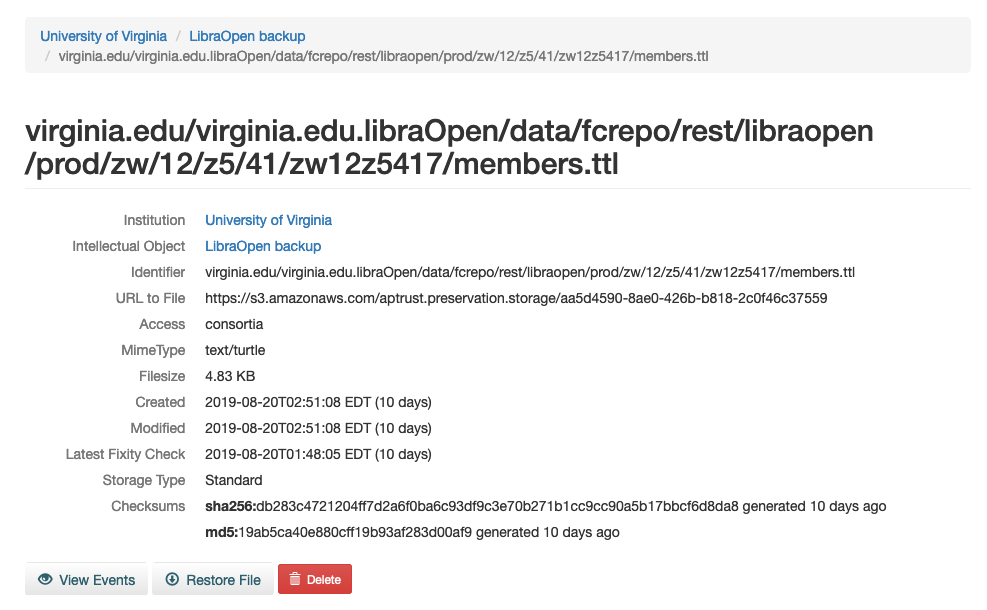 University of Virginia / LibraOpen backup
/ virginia.edu/virginia.edu.libraOpen/data/fcrepo/rest/libraopen/prod/zw/12/z5/41/zw12z5417/members.ttl
virginia.edu/virginia.edu.libraOpen/data/fcrepo/rest/libraopen
/prod/zw/12/z5/41/zw12z5417/members.ttl
Institution University of Virginia
Intellectual Object LibraOpen backup
Identifier virginia.edu/virginia.edu.libraOpen/data/fcrepo/rest/libraopen/prod/zw/12/z5/41/zw12z5417/members.ttl
URL to File https://s3.amazonaws.com/aptrust.preservation.storage/aa5d4590-8ae0-426b-b818-2c0f46c37559
Access consortia
MimeType text/turtle
Filesize 4.83 KB
Created 2019-08-20T02:51:08 EDT (10 days)
Modified 2019-08-20T02:51:08 EDT (10 days)
Latest Fixity Check 2019-08-20T01:48:05 EDT (10 days)
Storage Type Standard
Checksums sha256:db283c4721204ff7d2a6f0ba6c93df9c3e70b271b1cc9cc90a5b17bbcf6d8da8 generated 10 days ago
md5:19ab5ca40e880cff19b93af283d00af9 generated 10 days ago
View Events Restore File Delete